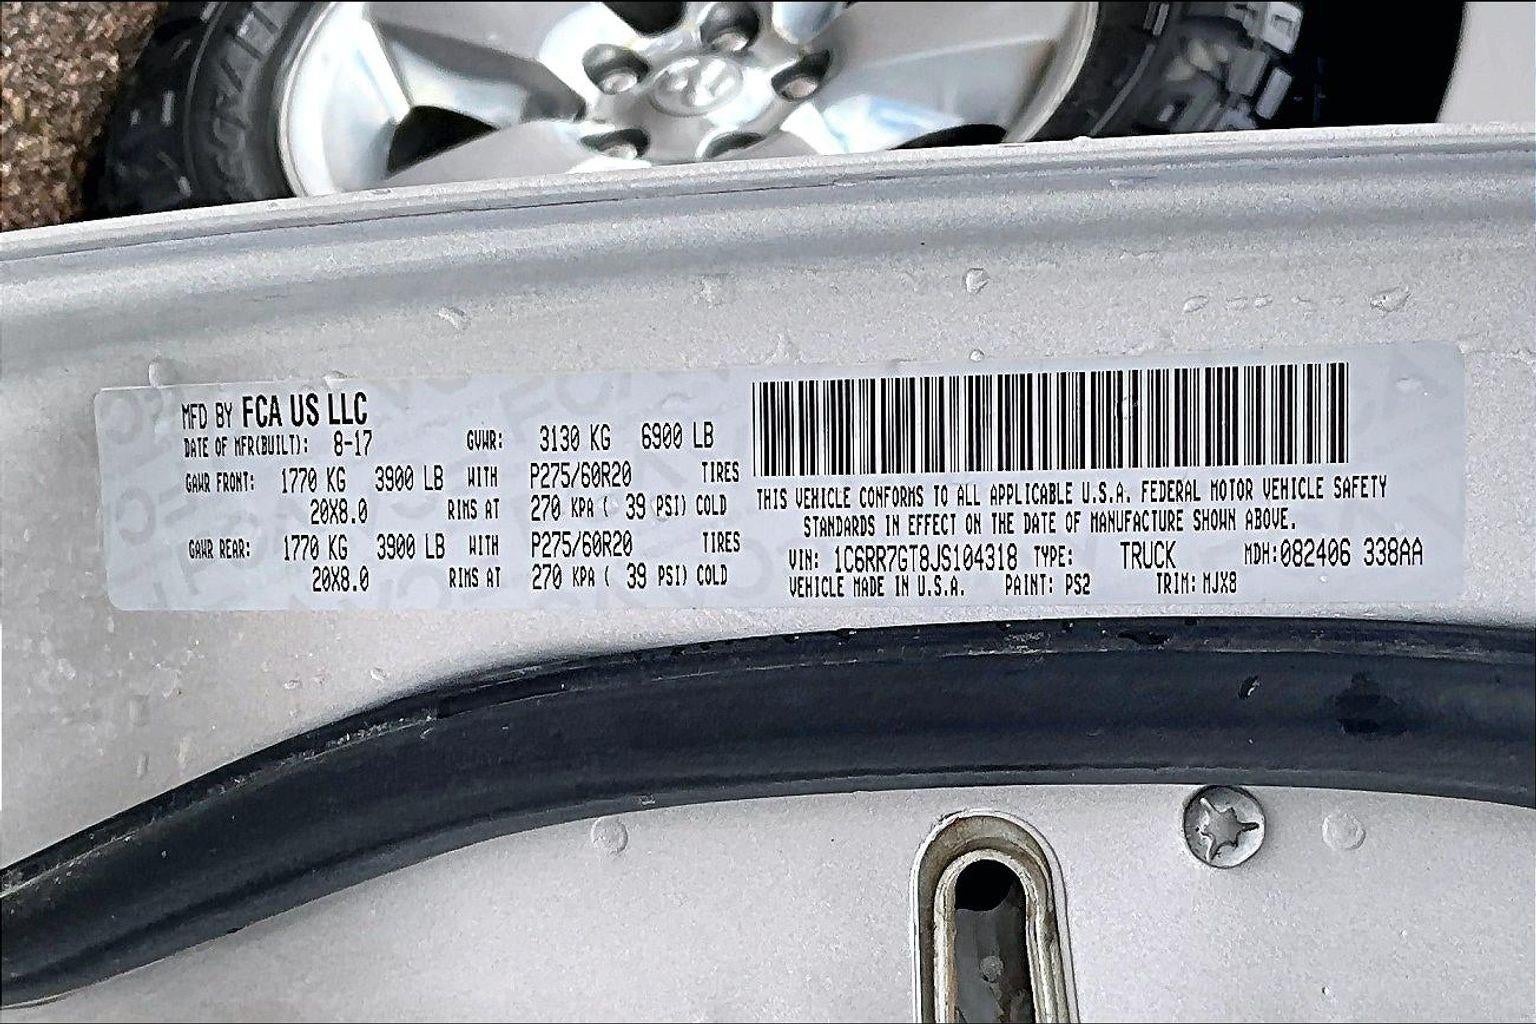 MFD BY FCA US LLC
DATE OF MFR(BUILT): 8-17 GVWR: 3130 KG 6900 LB
GAWR FRONT: 1770 KG 3900 LB WITH P275/60R20 TIRES
20X8.0 RIMS AT 270 KPA ( 39 PSI) COLD
GAWR REAR: 1770 KG 3900 LB WITH P275/60R20 TIRES
20X8.0 RIMS AT 270 KPA ( 39 PSI) COLD
THIS VEHICLE CONFORMS TO ALL APPLICABLE U.S.A. FEDERAL MOTOR VEHICLE SAFETY
STANDARDS IN EFFECT ON THE DATE OF MANUFACTURE SHOWN ABOVE.
VIN: 1C6RR7GT8JS104318 TYPE: TRUCK MDH:082406 338AA
VEHICLE MADE IN U.S.A. PAINT: PS2 TRIM: MJX8